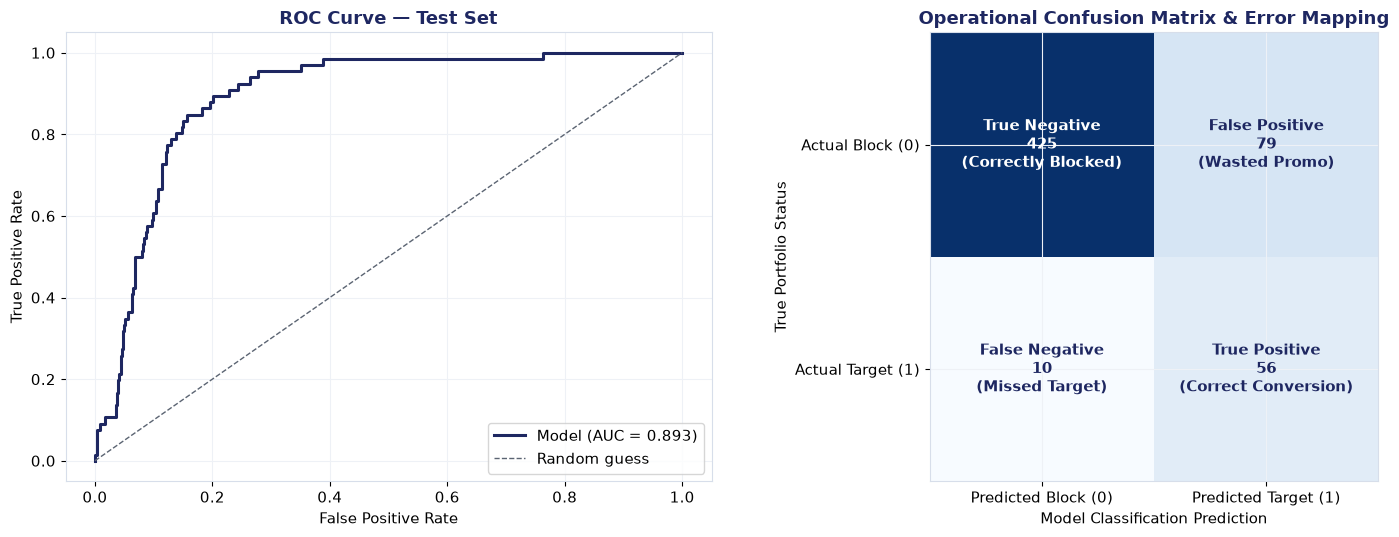 ROC Curve — Test Set
1.0
0.8
0.6
0.4
0.2
0.0
True Positive Rate
0.0 0.2 0.4 0.6 0.8 1.0
False Positive Rate
Model (AUC = 0.893)
Random guess
Operational Confusion Matrix & Error Mapping
True Portfolio Status
Actual Block (0)
Actual Target (1)
True Negative
425
(Correctly Blocked)
False Positive
79
(Wasted Promo)
False Negative
10
(Missed Target)
True Positive
56
(Correct Conversion)
Predicted Block (0) Predicted Target (1)
Model Classification Prediction